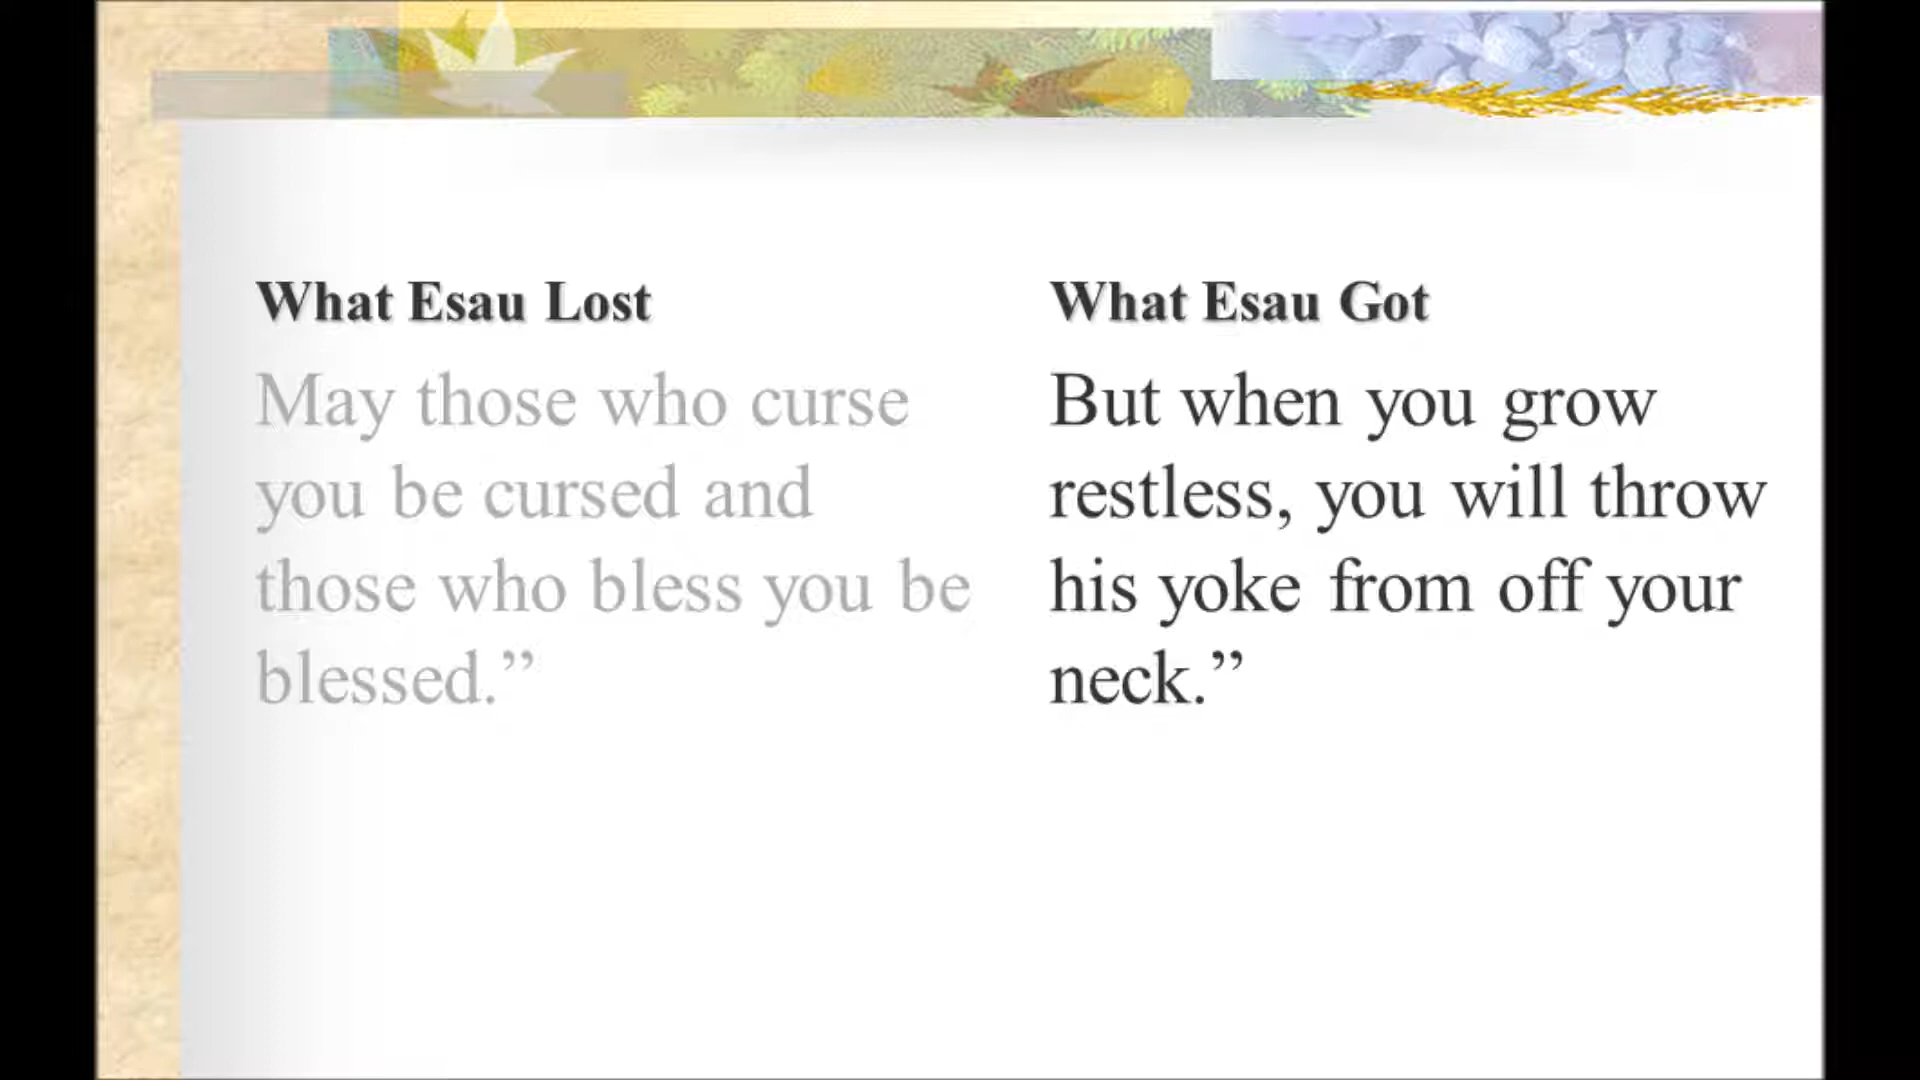 What Esau Lost
May those who curse
you be cursed and
those who bless you be
blessed.”
What Esau Got
But when you grow
restless, you will throw
his yoke from off your
neck.”